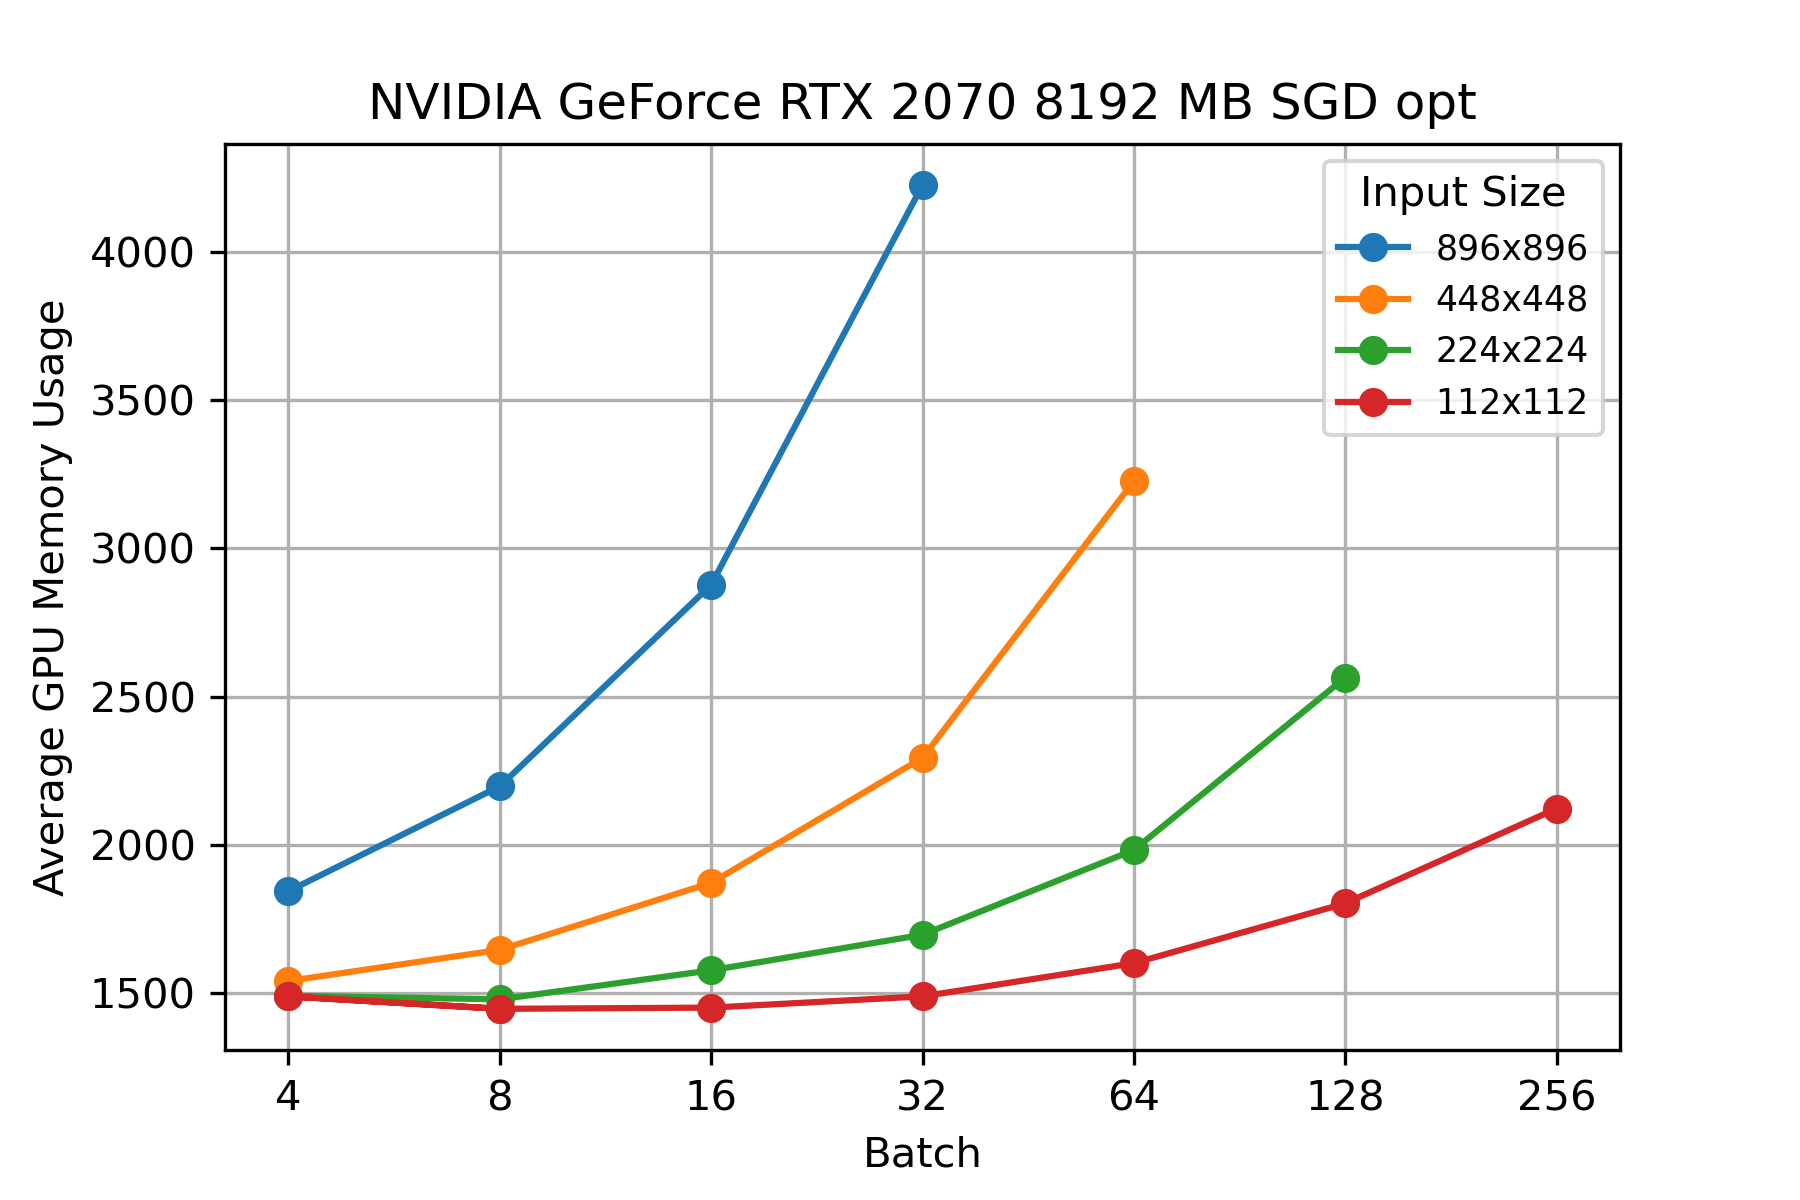 NVIDIA GeForce RTX 2070 8192 MB SGD opt
Input Size
896x896
448x448
224x224
112x112
Average GPU Memory Usage
4000
3500
3000
2500
2000
1500
4 8 16 32 64 128 256
Batch